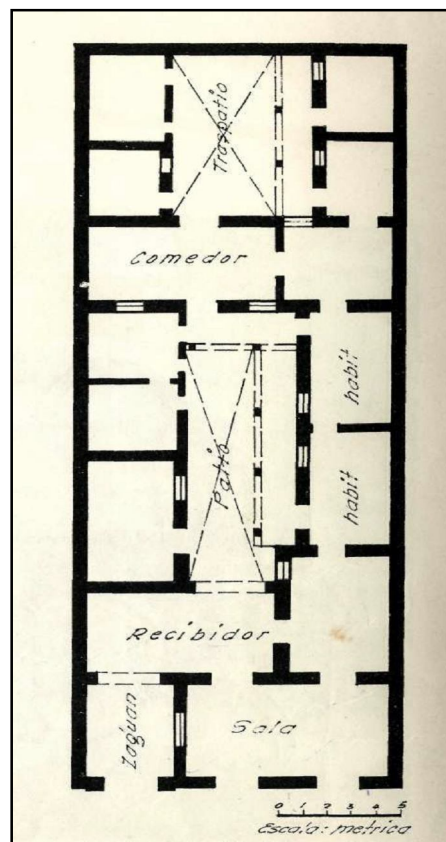 Traspatio
Comedor
habit
Patio
habit
Recibidor
Zaguan
Sala
0 1 2 3 4 5
Escala: metrica